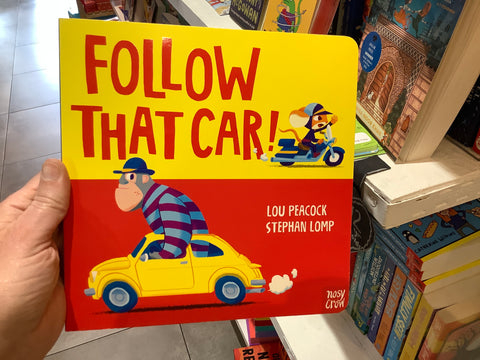 FOLLOW
THAT CAR!
LOU PEACOCK
STEPHAN LOMP
nosy
crow